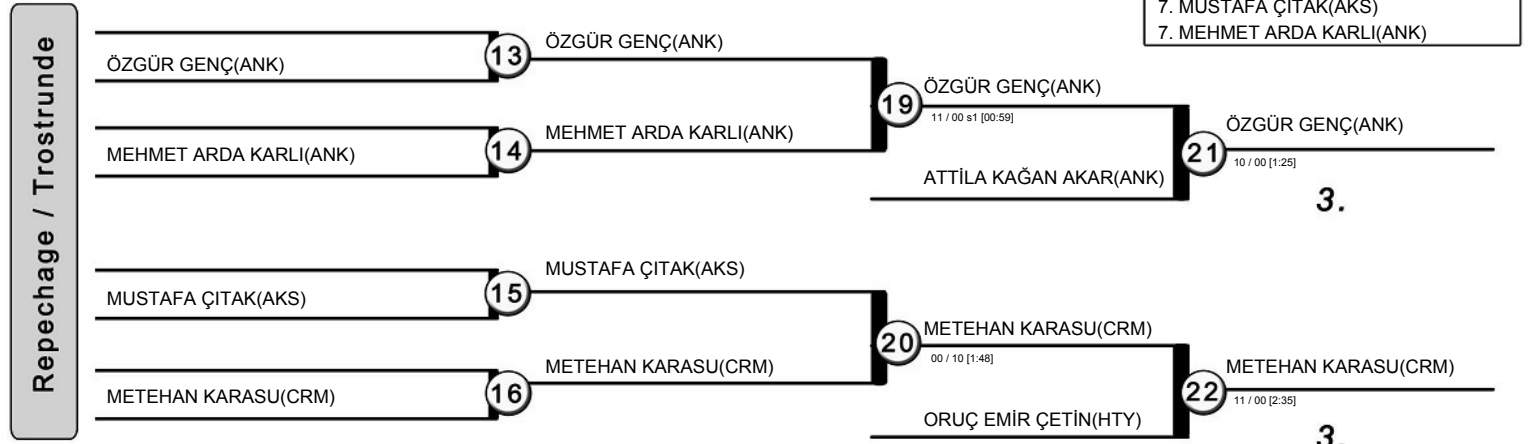 Repechage / Trostrunde
7. MUSTAFA ÇITAK(AKS)
7. MEHMET ARDA KARLI(ANK)
ÖZGÜR GENÇ(ANK)
13
ÖZGÜR GENÇ(ANK)
MEHMET ARDA KARLI(ANK)
14
MEHMET ARDA KARLI(ANK)
19
ÖZGÜR GENÇ(ANK)
11 / 00 s1 [00:59]
ATTİLA KAĞAN AKAR(ANK)
21
ÖZGÜR GENÇ(ANK)
10 / 00 [1:25]
3.
MUSTAFA ÇITAK(AKS)
15
MUSTAFA ÇITAK(AKS)
METEHAN KARASU(CRM)
16
METEHAN KARASU(CRM)
20
METEHAN KARASU(CRM)
00 / 10 [1:48]
ORUÇ EMİR ÇETİN(HTY)
22
METEHAN KARASU(CRM)
11 / 00 [2:35]
3.